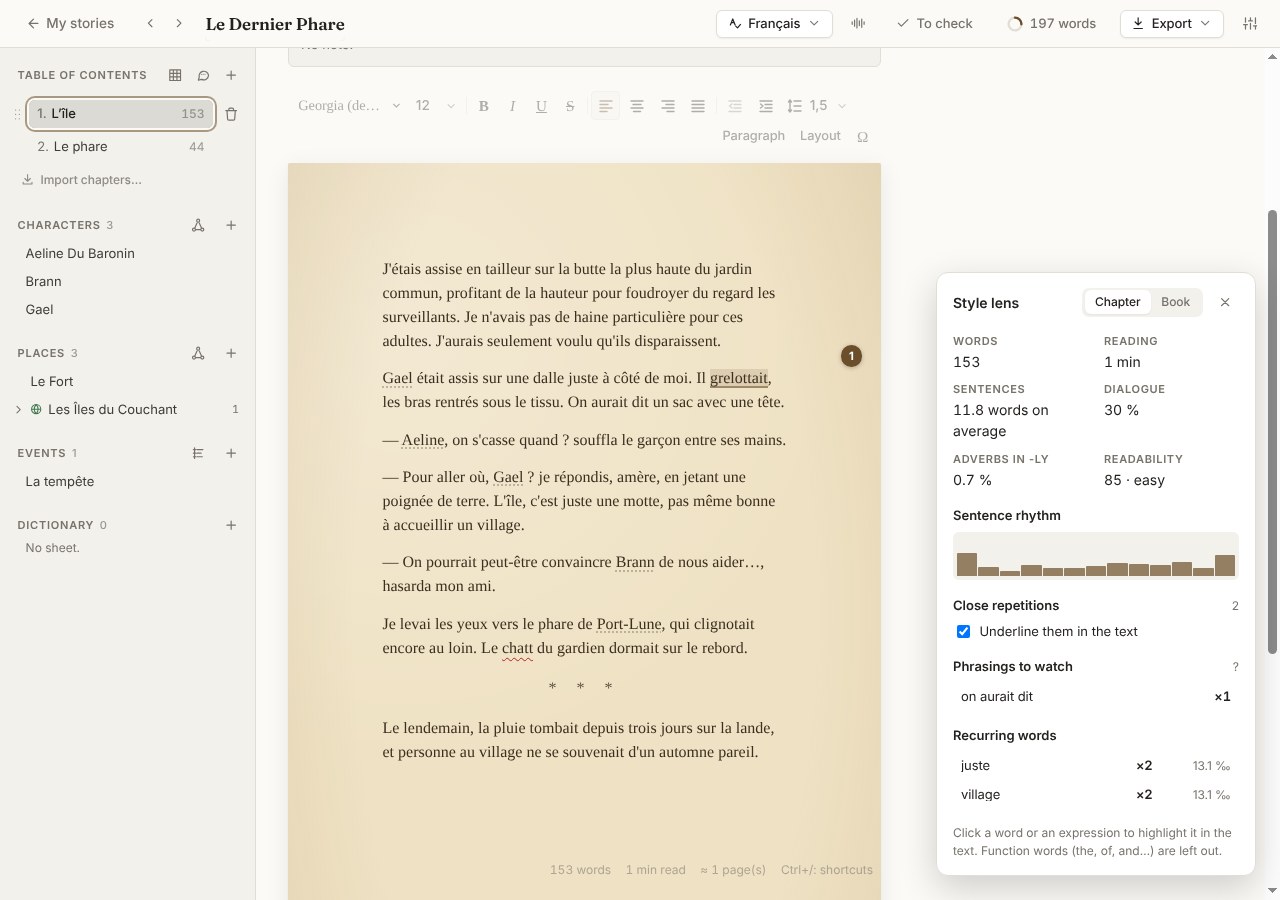 My stories
Le Dernier Phare
Français
To check
197 words
Export
TABLE OF CONTENTS
1. L'île 153
2. Le phare 44
Import chapters...
CHARACTERS 3
Aeline Du Baronin
Brann
Gael
PLACES 3
Le Fort
Les Îles du Couchant 1
EVENTS 1
La tempête
DICTIONARY 0
No sheet.
Georgia (de... 12 B I U S 1,5
Paragraph Layout Ω
J'étais assise en tailleur sur la butte la plus haute du jardin
commun, profitant de la hauteur pour foudroyer du regard les
surveillants. Je n'avais pas de haine particulière pour ces
adultes. J'aurais seulement voulu qu'ils disparaissent.
1
Gael était assis sur une dalle juste à côté de moi. Il grelottait,
les bras rentrés sous le tissu. On aurait dit un sac avec une tête.
— Aeline, on s'casse quand ? souffla le garçon entre ses mains.
— Pour aller où, Gael ? je répondis, amère, en jetant une
poignée de terre. L'île, c'est juste une motte, pas même bonne
à accueillir un village.
— On pourrait peut-être convaincre Brann de nous aider…,
hasarda mon ami.
Je levai les yeux vers le phare de Port-Lune, qui clignotait
encore au loin. Le chatt du gardien dormait sur le rebord.
* * *
Le lendemain, la pluie tombait depuis trois jours sur la lande,
et personne au village ne se souvenait d'un automne pareil.
153 words 1 min read ≈ 1 page(s) Ctrl+/: shortcuts
Style lens
Chapter Book
WORDS READING
153 1 min
SENTENCES DIALOGUE
11.8 words on average 30 %
ADVERBS IN -LY READABILITY
0.7 % 85 · easy
Sentence rhythm
Close repetitions 2
Underline them in the text
Phrasings to watch ?
on aurait dit ×1
Recurring words
juste ×2 13.1 ‰
village ×2 13.1 ‰
Click a word or an expression to highlight it in the
text. Function words (the, of, and…) are left out.